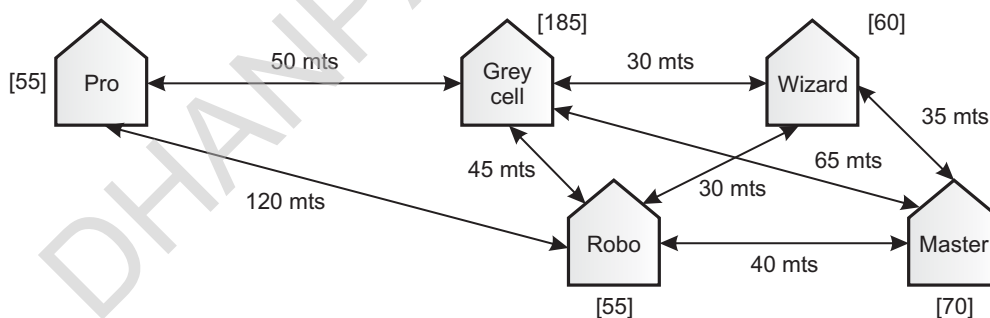 DHANPA
[185]
[60]
50 mts
30 mts
[55]
Pro
Grey
cell
Wizard
35 mts
45 mts
65 mts
30 mts
120 mts
Robo
Master
40 mts
[55]
[70]